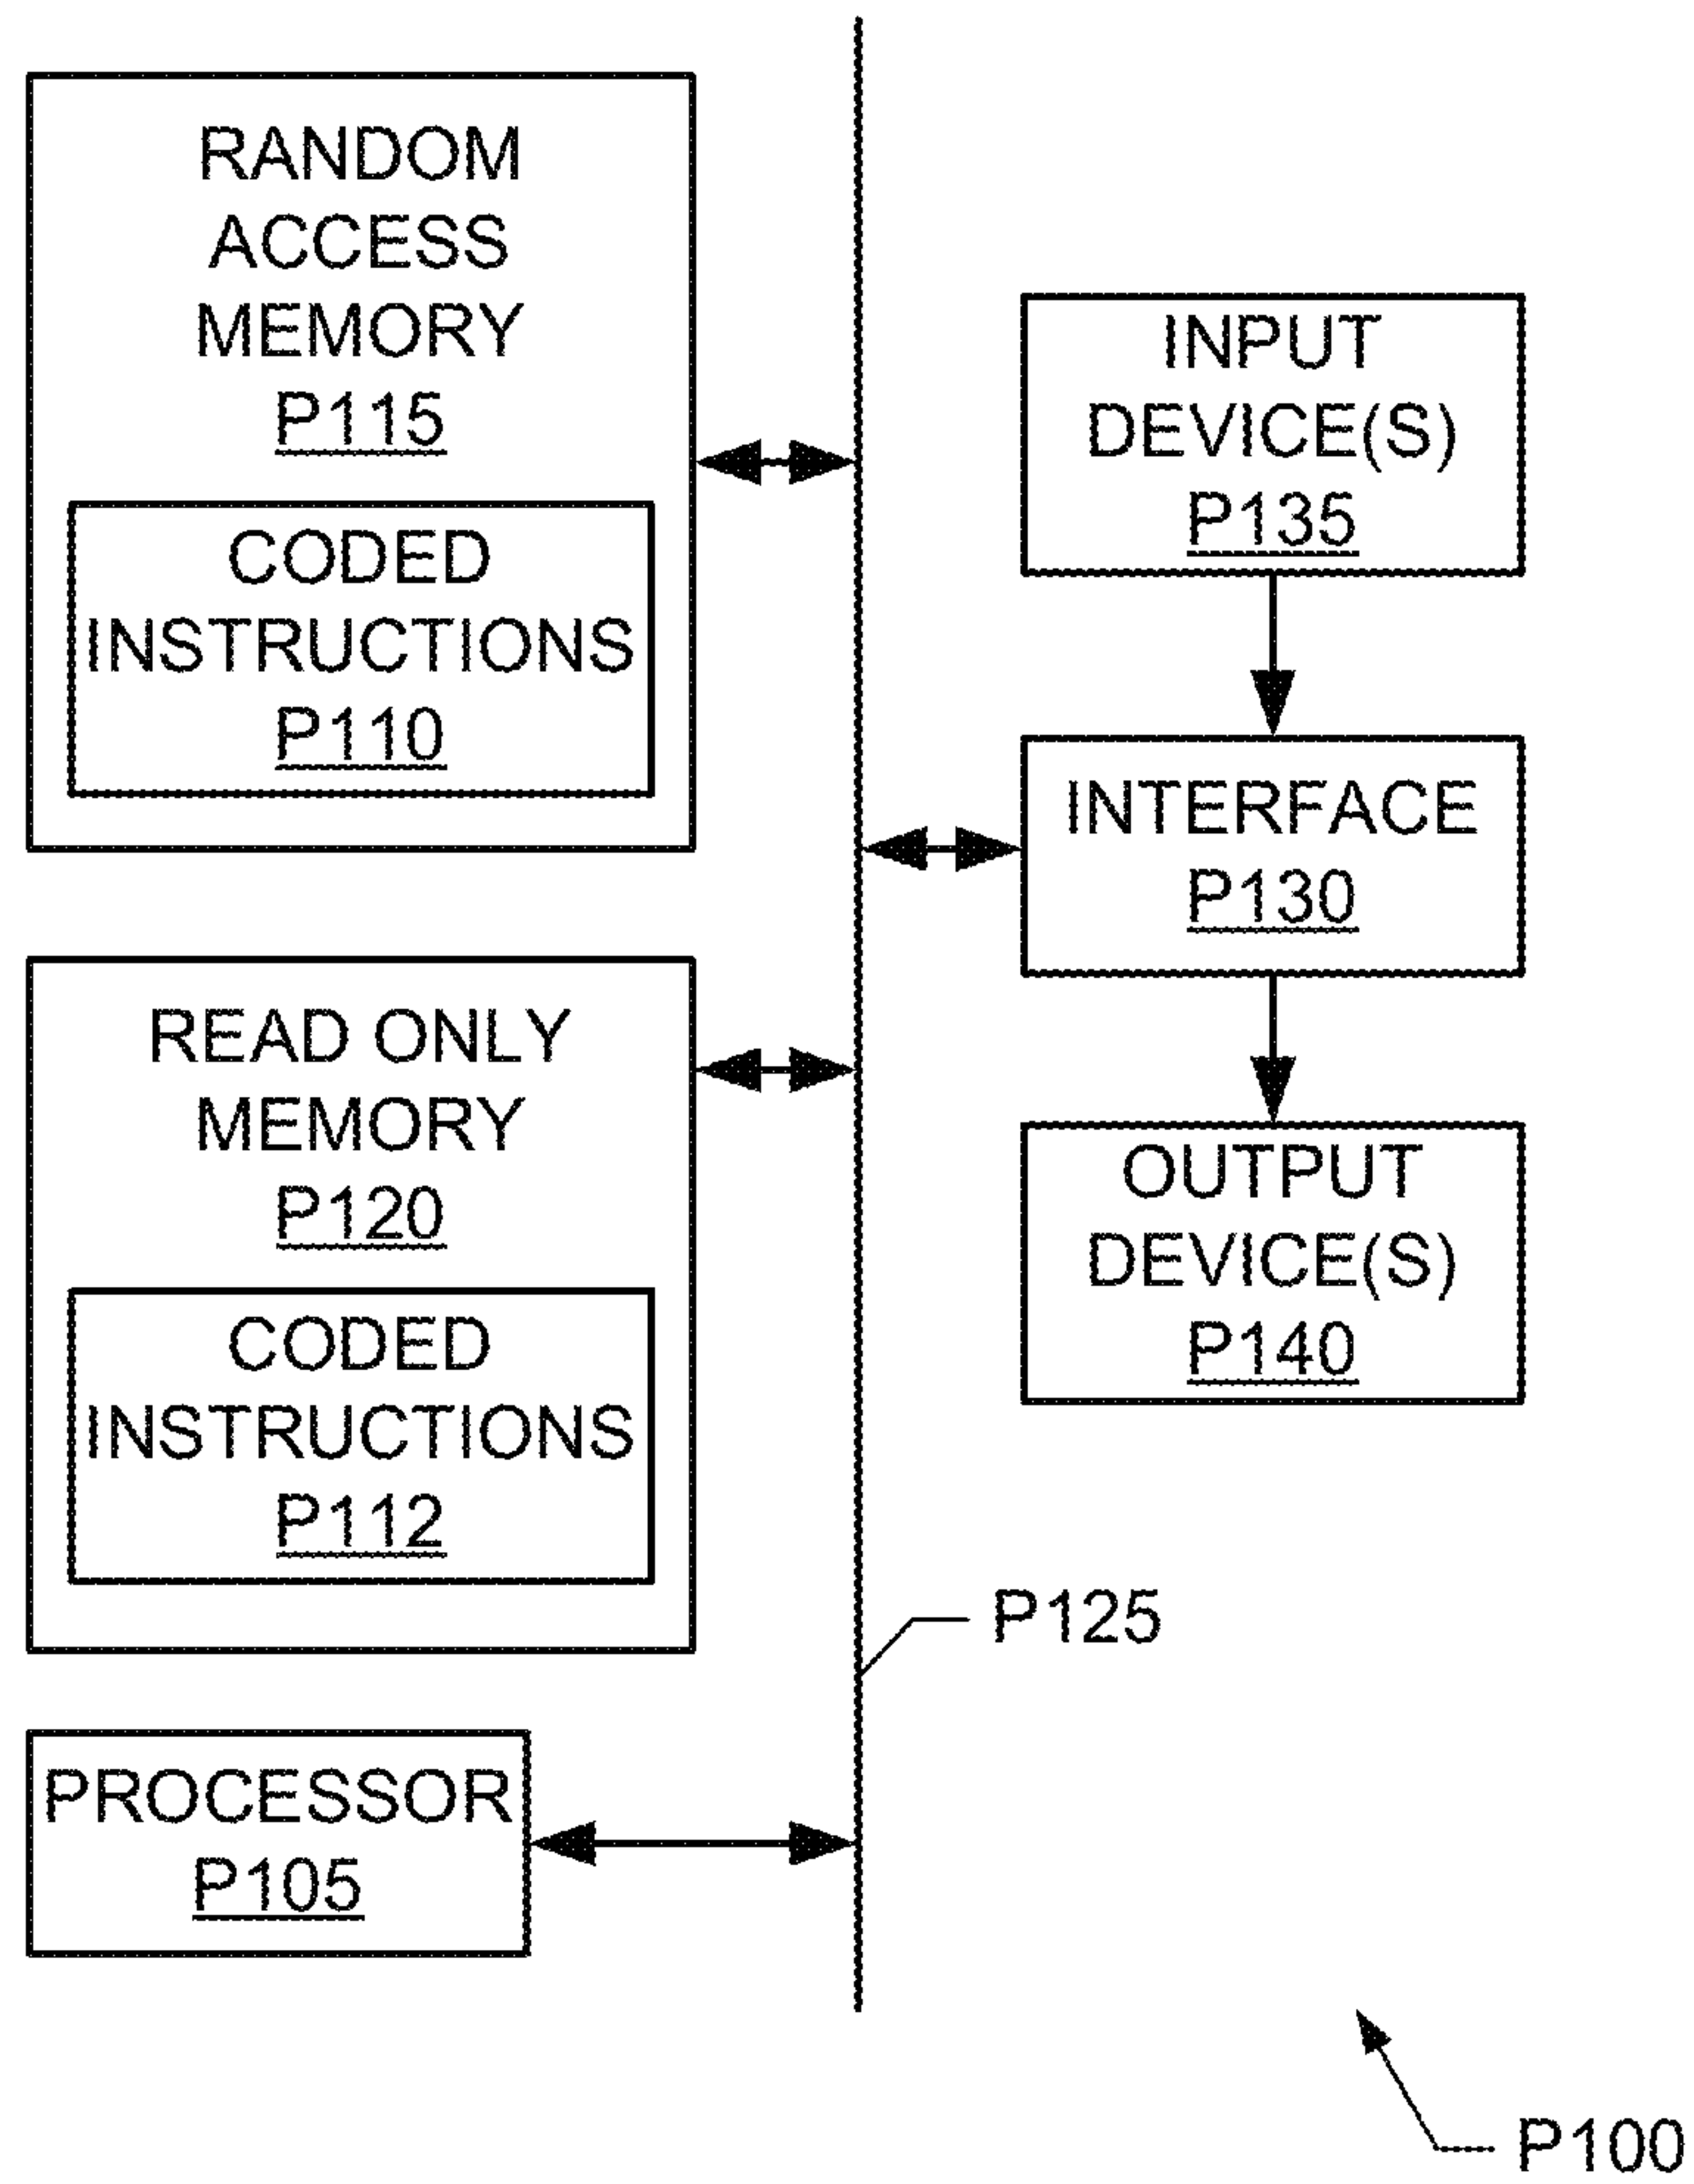 RANDOM
ACCESS
MEMORY
P115
CODED
INSTRUCTIONS
P110
READ ONLY
MEMORY
P120
CODED
INSTRUCTIONS
P112
PROCESSOR
P105
INPUT
DEVICE(S)
P135
INTERFACE
P130
OUTPUT
DEVICE(S)
P140
P125
P100